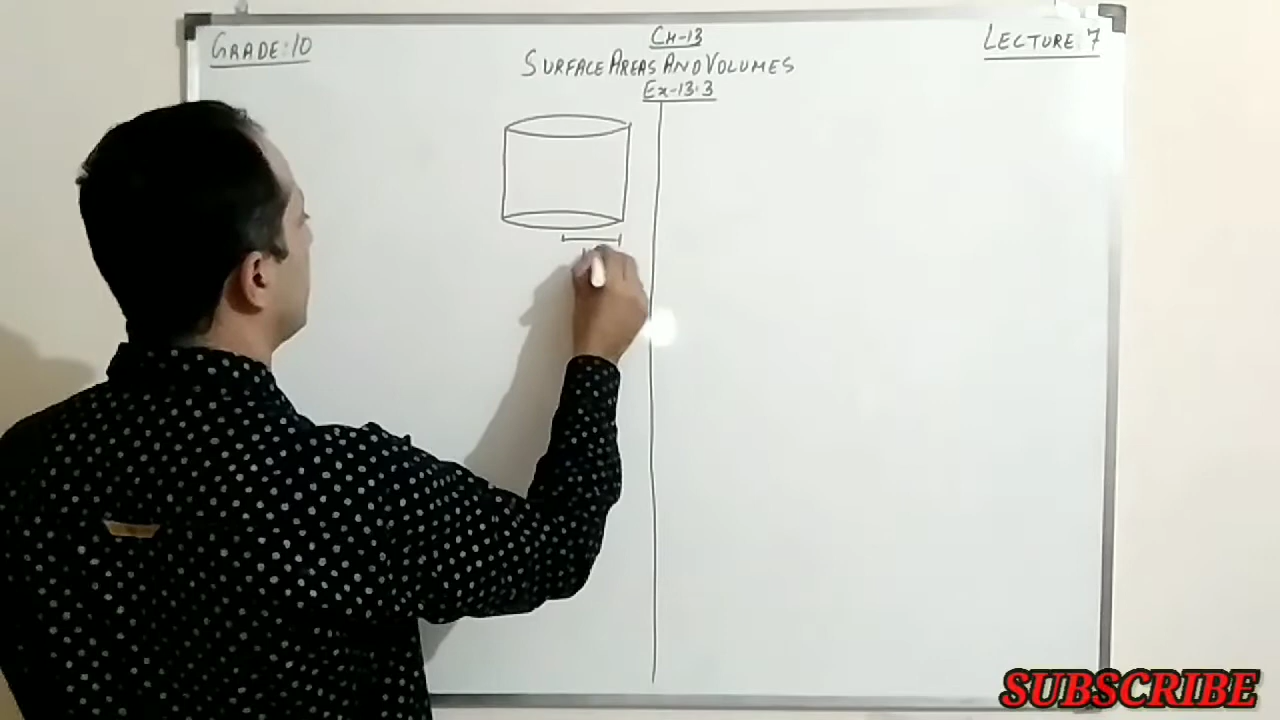 GRADE:10
CH-13
LECTURE 7
SURFACE AREAS AND VOLUMES
Ex-13.3
SUBSCRIBE